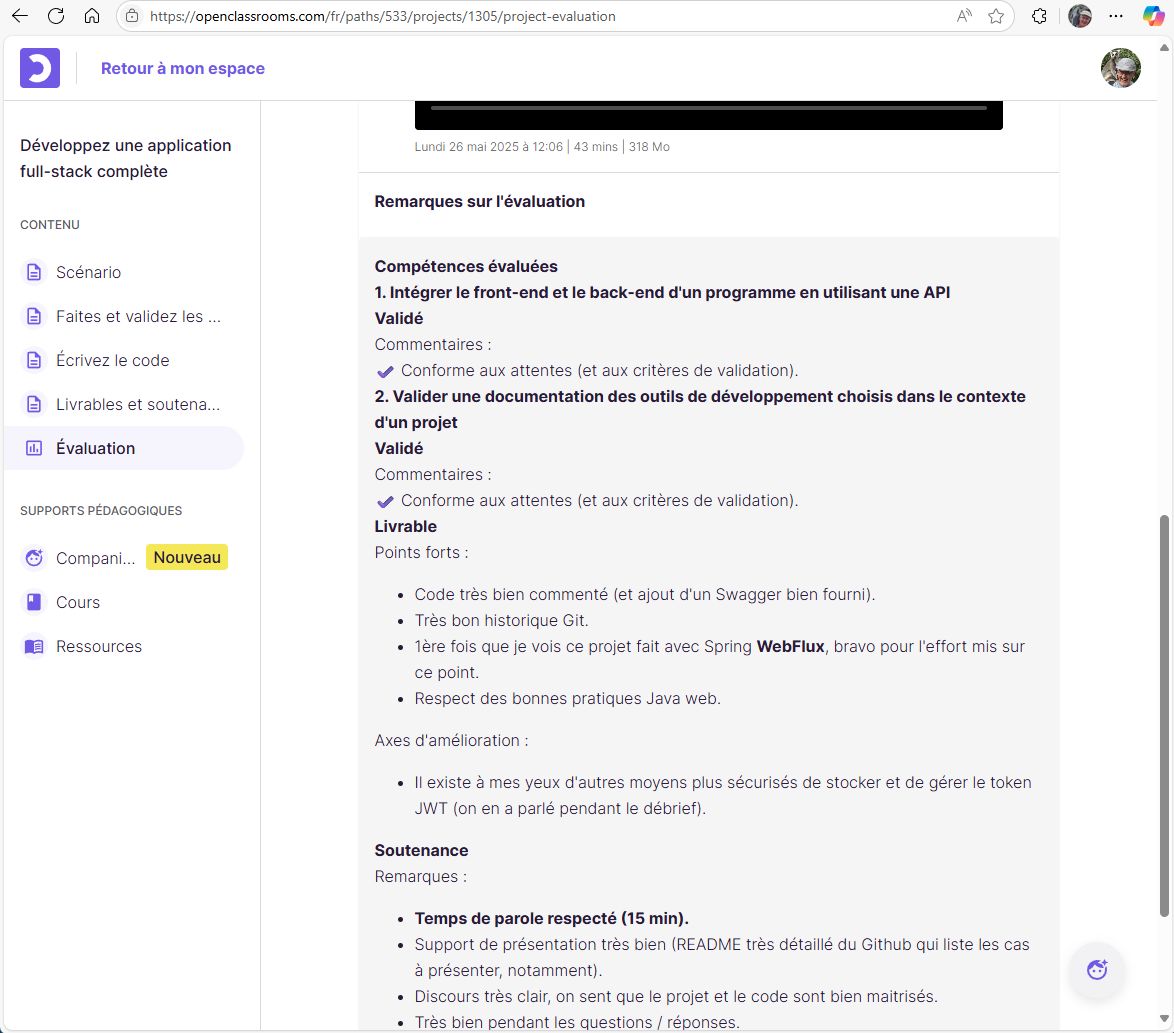 https://openclassrooms.com/fr/paths/533/projects/1305/project-evaluation
Retour à mon espace
Développez une application
full-stack complète
CONTENU
Scénario
Faites et validez les ...
Écrivez le code
Livrables et soutena...
Évaluation
SUPPORTS PÉDAGOGIQUES
Compani... Nouveau
Cours
Ressources
Lundi 26 mai 2025 à 12:06 | 43 mins | 318 Mo
Remarques sur l'évaluation
Compétences évaluées
1. Intégrer le front-end et le back-end d'un programme en utilisant une API
Validé
Commentaires :
✔ Conforme aux attentes (et aux critères de validation).
2. Valider une documentation des outils de développement choisis dans le contexte
d'un projet
Validé
Commentaires :
✔ Conforme aux attentes (et aux critères de validation).
Livrable
Points forts :
• Code très bien commenté (et ajout d'un Swagger bien fourni).
• Très bon historique Git.
• 1ère fois que je vois ce projet fait avec Spring WebFlux, bravo pour l'effort mis sur
ce point.
• Respect des bonnes pratiques Java web.
Axes d'amélioration :
• Il existe à mes yeux d'autres moyens plus sécurisés de stocker et de gérer le token
JWT (on en a parlé pendant le débrief).
Soutenance
Remarques :
• Temps de parole respecté (15 min).
• Support de présentation très bien (README très détaillé du Github qui liste les cas
à présenter, notamment).
• Discours très clair, on sent que le projet et le code sont bien maitrisés.
• Très bien pendant les questions / réponses.